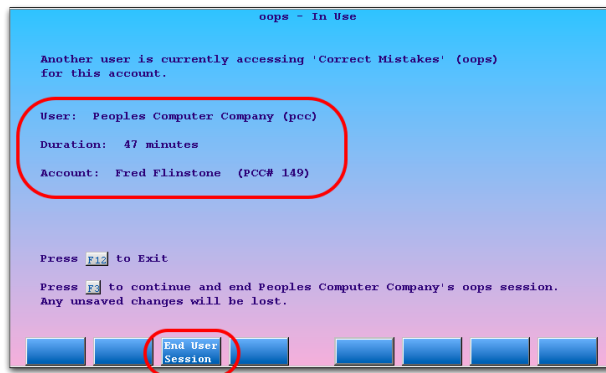 oops - In Use
Another user is currently accessing 'Correct Mistakes' (oops)
for this account.
User: Peoples Computer Company (pcc)
Duration: 47 minutes
Account: Fred Flinstone (PCC# 149)
Press F12 to Exit
Press F3 to continue and end Peoples Computer Company's oops session.
Any unsaved changes will be lost.
End User
Session